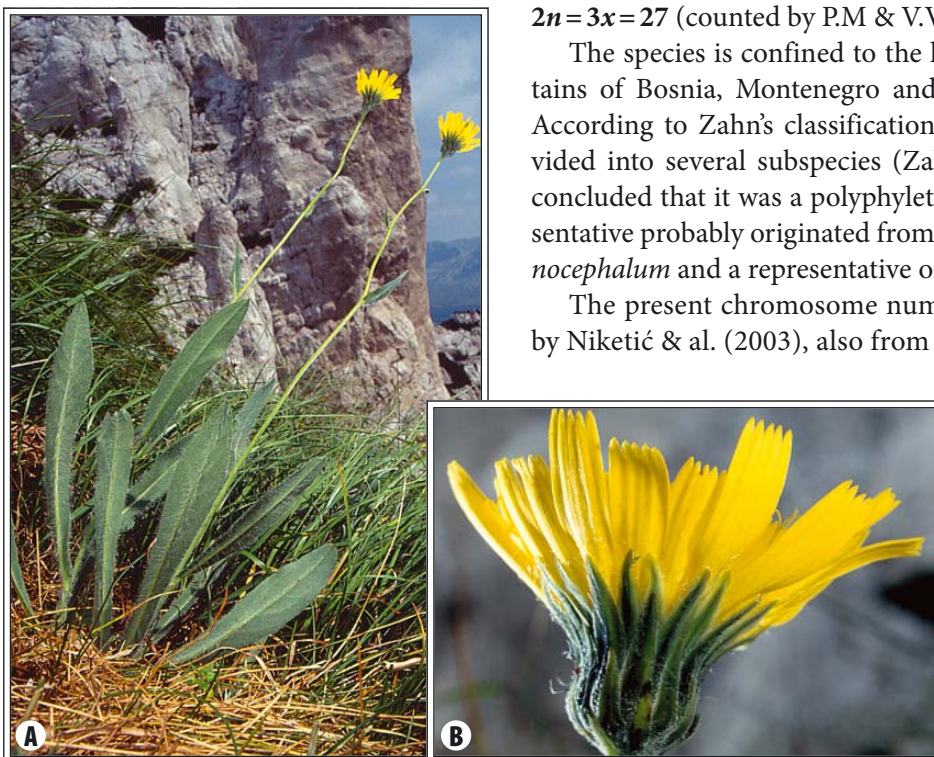 2n = 3x = 27 (counted by P.M & V.V
The species is confined to the
tains of Bosnia, Montenegro and
According to Zahn’s classification
vided into several subspecies
concluded that it was a polyphylet
sentative probably originated from
nocephalum and a representative o
The present chromosome num
by Niketić & al. (2003), also from
A
B